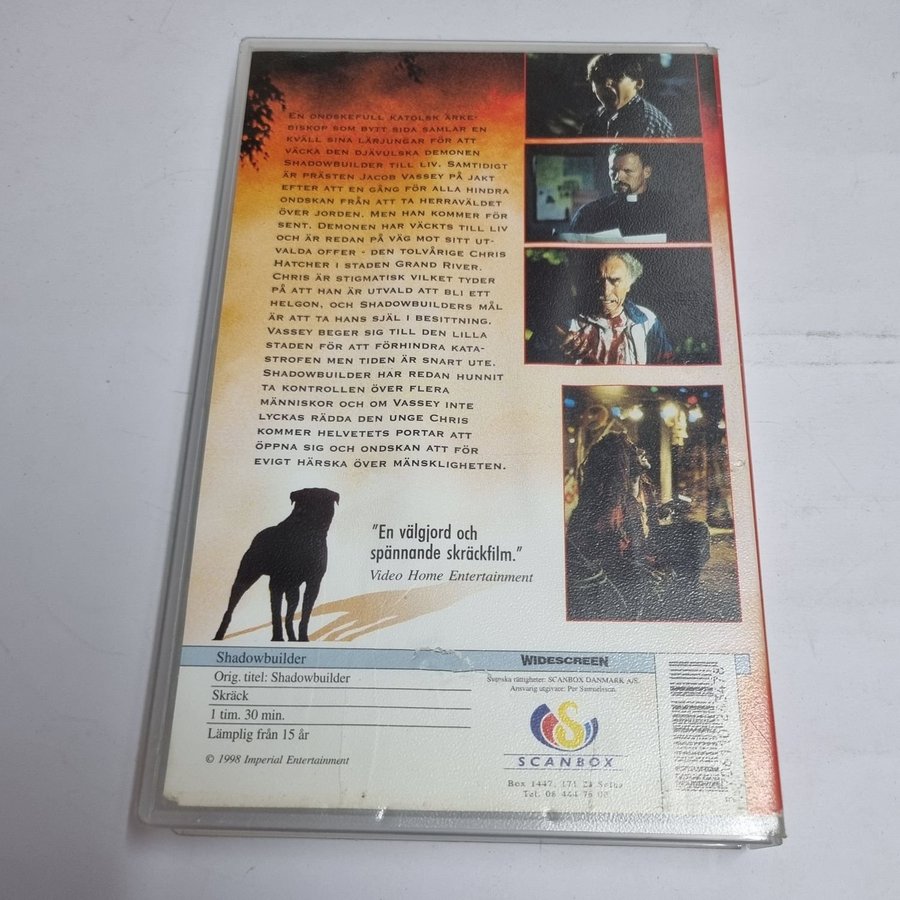 EN ONDSKEFULL KATOLSK ÄRKE-
BISKOP SOM BYTT SIDA SAMLAR EN
KVÄLL SINA LÄRJUNGAR FÖR ATT
VÄCKA DEN DJÄVULSKA DEMONEN
SHADOWBUILDER TILL LIV. SAMTIDIGT
ÄR PRÄSTEN JACOB VASSEY PÅ JAKT
EFTER ATT EN GÅNG FÖR ALLA HINDRA
ONDSKAN FRÅN ATT TA HERRAVÄLDET
ÖVER JORDEN. MEN HAN KOMMER FÖR
SENT. DEMONEN HAR VÄCKTS TILL LIV
OCH ÄR REDAN PÅ VÄG MOT SITT UT-
VALDA OFFER - DEN TOLVÅRIGE CHRIS
HATCHER I STADEN GRAND RIVER.
CHRIS ÄR STIGMATISK VILKET TYDER
PÅ ATT HAN ÄR UTVALD ATT BLI ETT
HELGON, OCH SHADOWBUILDERS MÅL
ÄR ATT TA HANS SJÄL I BESITTNING.
VASSEY BEGER SIG TILL DEN LILLA
STADEN FÖR ATT FÖRHINDRA KATA-
STROFEN MEN TIDEN ÄR SNART UTE.
SHADOWBUILDER HAR REDAN HUNNIT
TA KONTROLLEN ÖVER FLERA
MÄNNISKOR OCH OM VASSEY INTE
LYCKAS RÄDDA DEN UNGE CHRIS
KOMMER HELVETETS PORTAR ATT
ÖPPNA SIG OCH ONDSKAN ATT FÖR
EVIGT HÄRSKA ÖVER MÄNSKLIGHETEN.
"En välgjord och
spännande skräckfilm."
Video Home Entertainment
Shadowbuilder
Orig. titel: Shadowbuilder
Skräck
1 tim. 30 min.
Lämplig från 15 år
© 1998 Imperial Entertainment
WIDESCREEN
Svenska rättigheter: SCANBOX DANMARK A/S.
Ansvarig utgivare: Per Samuelsson.
SCANBOX
Box 1447, 171 Solna
Tel. 08 444 76 00